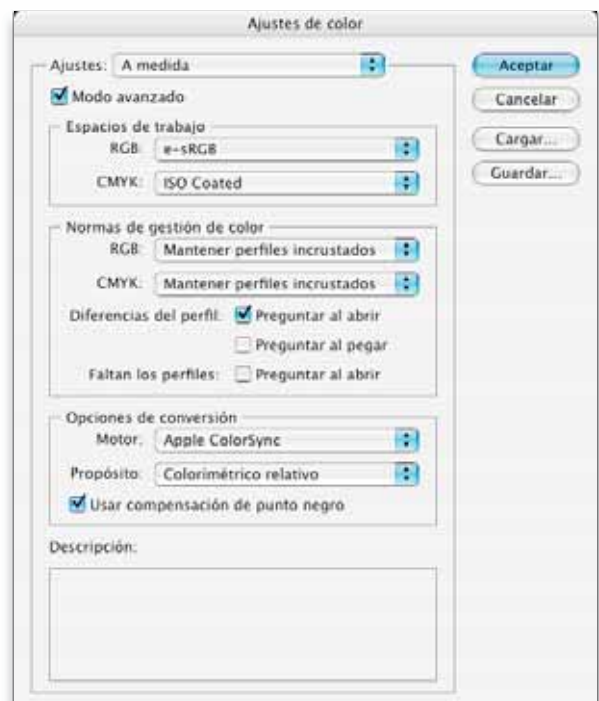 Ajustes de color
Ajustes: A medida
Aceptar
Modo avanzado
Cancelar
Espacios de trabajo
RGB: e-sRGB
Cargar...
CMYK: ISO Coated
Guardar...
Normas de gestión de color
RGB: Mantener perfiles incrustados
CMYK: Mantener perfiles incrustados
Diferencias del perfil: Preguntar al abrir
Preguntar al pegar
Faltan los perfiles: Preguntar al abrir
Opciones de conversión
Motor: Apple ColorSync
Propósito: Colorimétrico relativo
Usar compensación de punto negro
Descripción: